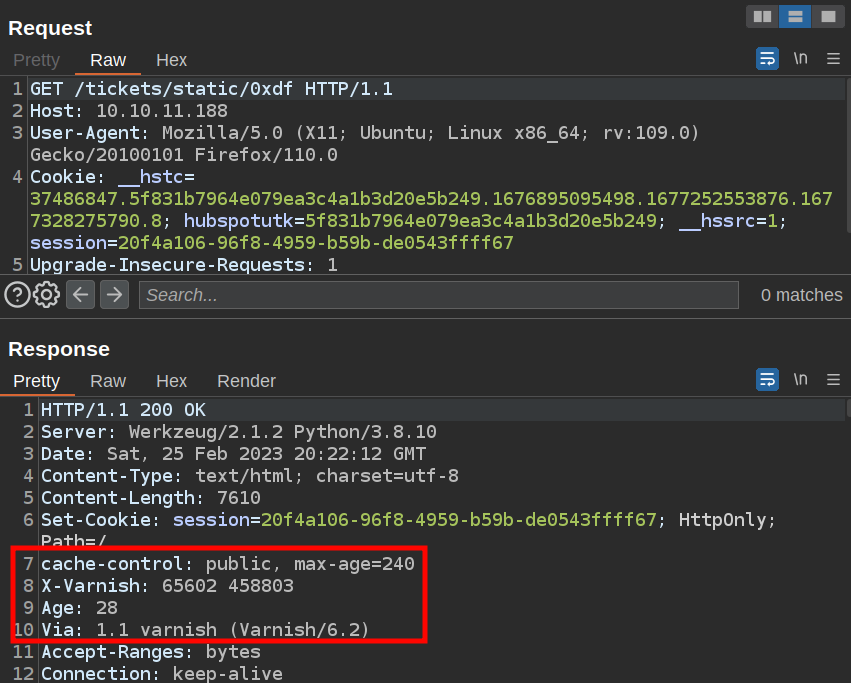 Request
Pretty Raw Hex \n
1 GET /tickets/static/0xdf HTTP/1.1
2 Host: 10.10.11.188
3 User-Agent: Mozilla/5.0 (X11; Ubuntu; Linux x86_64; rv:109.0)
Gecko/20100101 Firefox/110.0
4 Cookie: __hstc=
37486847.5f831b7964e079ea3c4a1b3d20e5b249.1676895095498.1677252553876.167
7328275790.8; hubspotutk=5f831b7964e079ea3c4a1b3d20e5b249; __hssrc=1;
session=20f4a106-96f8-4959-b59b-de0543ffff67
5 Upgrade-Insecure-Requests: 1
? Search... 0 matches
Response
Pretty Raw Hex Render \n
1 HTTP/1.1 200 OK
2 Server: Werkzeug/2.1.2 Python/3.8.10
3 Date: Sat, 25 Feb 2023 20:22:12 GMT
4 Content-Type: text/html; charset=utf-8
5 Content-Length: 7610
6 Set-Cookie: session=20f4a106-96f8-4959-b59b-de0543ffff67; HttpOnly;
Path=/
7 cache-control: public, max-age=240
8 X-Varnish: 65602 458803
9 Age: 28
10 Via: 1.1 varnish (Varnish/6.2)
11 Accept-Ranges: bytes
12 Connection: keep-alive